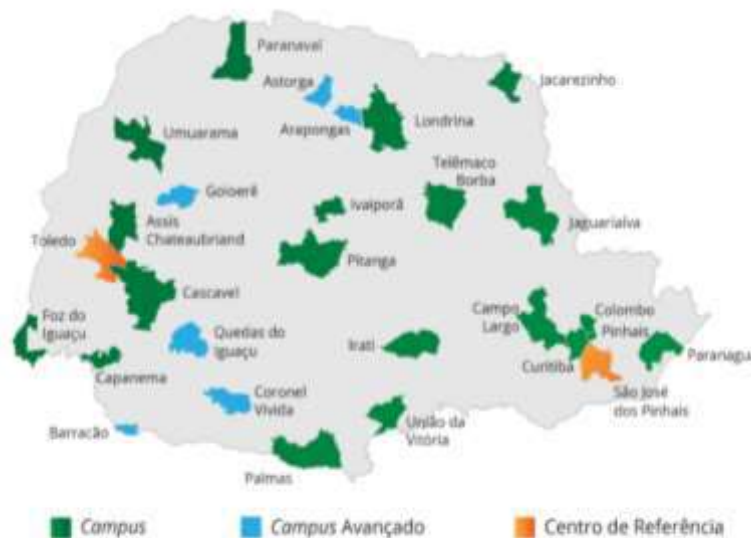 Paranavaí
Astorga
Jacarezinho
Arapongas
Londrina
Umuarama
Telêmaco
Borba
Goioerê
Ivaiporã
Assis
Chateaubriand
Jaguariaíva
Toledo
Pitanga
Cascavel
Foz do
Iguaçu
Campo
Largo
Colombo
Pinhais
Quedas do
Iguaçu
Irati
Curitiba
Paranagu
Capanema
São José
dos Pinhais
Coronel
Vivida
Barracão
União da
Vitória
Palmas
Campus
Campus Avançado
Centro de Referência